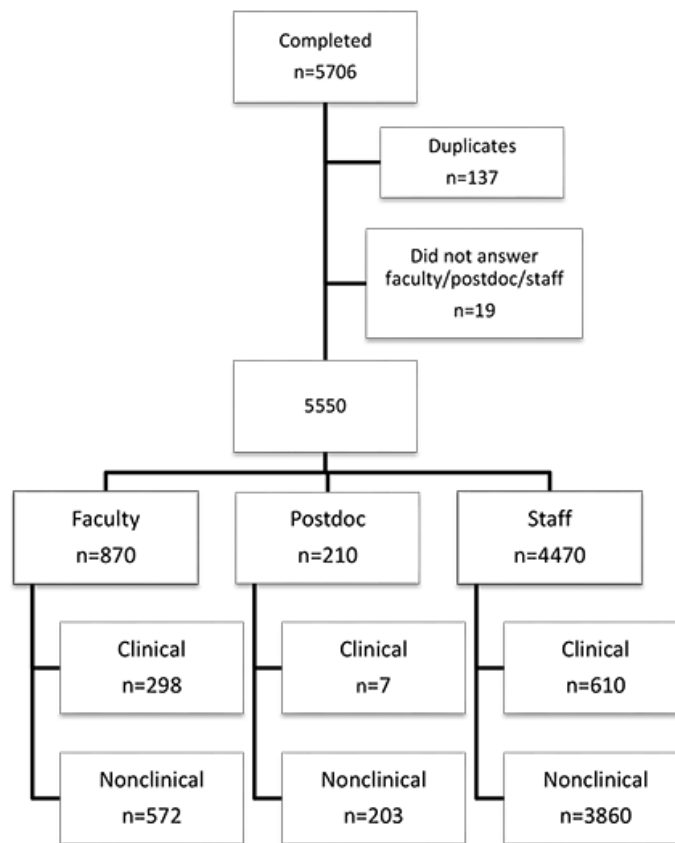 Completed
n=5706
Duplicates
n=137
Did not answer
faculty/postdoc/staff
n=19
5550
Faculty
n=870
Postdoc
n=210
Staff
n=4470
Clinical
n=298
Clinical
n=7
Clinical
n=610
Nonclinical
n=572
Nonclinical
n=203
Nonclinical
n=3860